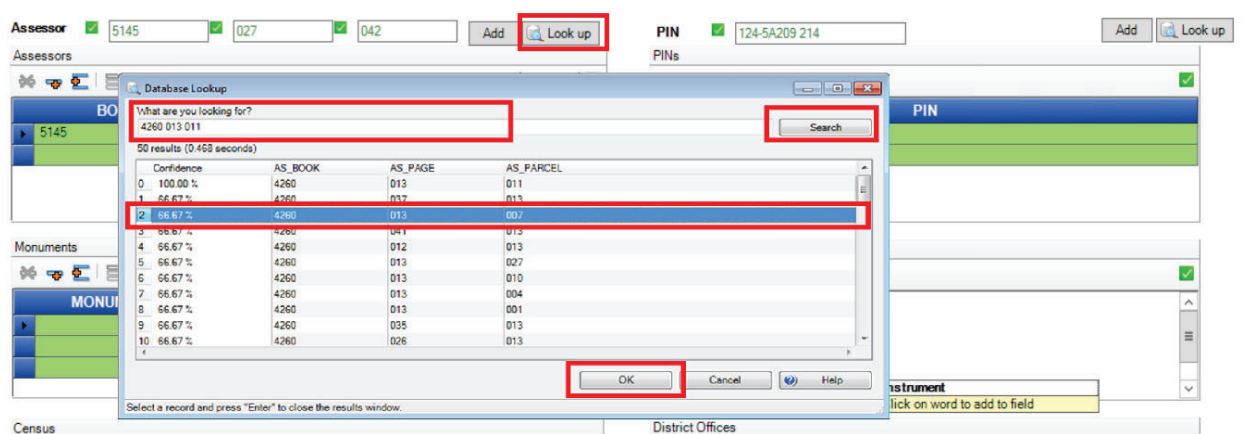 Assessor 5145 027 042 Add Look up PIN 124-5A209 214 Add Look up
Assessors PINs
Database Lookup
What are you looking for?
BO PIN
4260 013 011 Search
5145
50 results (0.468 seconds)
Confidence AS_BOOK AS_PAGE AS_PARCEL
0 100.00 % 4260 013 011
1 66.67 % 4260 037 013
2 66.67 % 4260 013 007
3 66.67 % 4260 041 013
Monuments 4 66.67 % 4260 012 013
5 66.67 % 4260 013 027
6 66.67 % 4260 013 010
7 66.67 % 4260 013 004
MONU 8 66.67 % 4260 013 001
9 66.67 % 4260 035 013
10 66.67 % 4260 026 013
OK Cancel Help
nstrument
Select a record and press "Enter" to close the results window. lick on word to add to field
Census District Offices